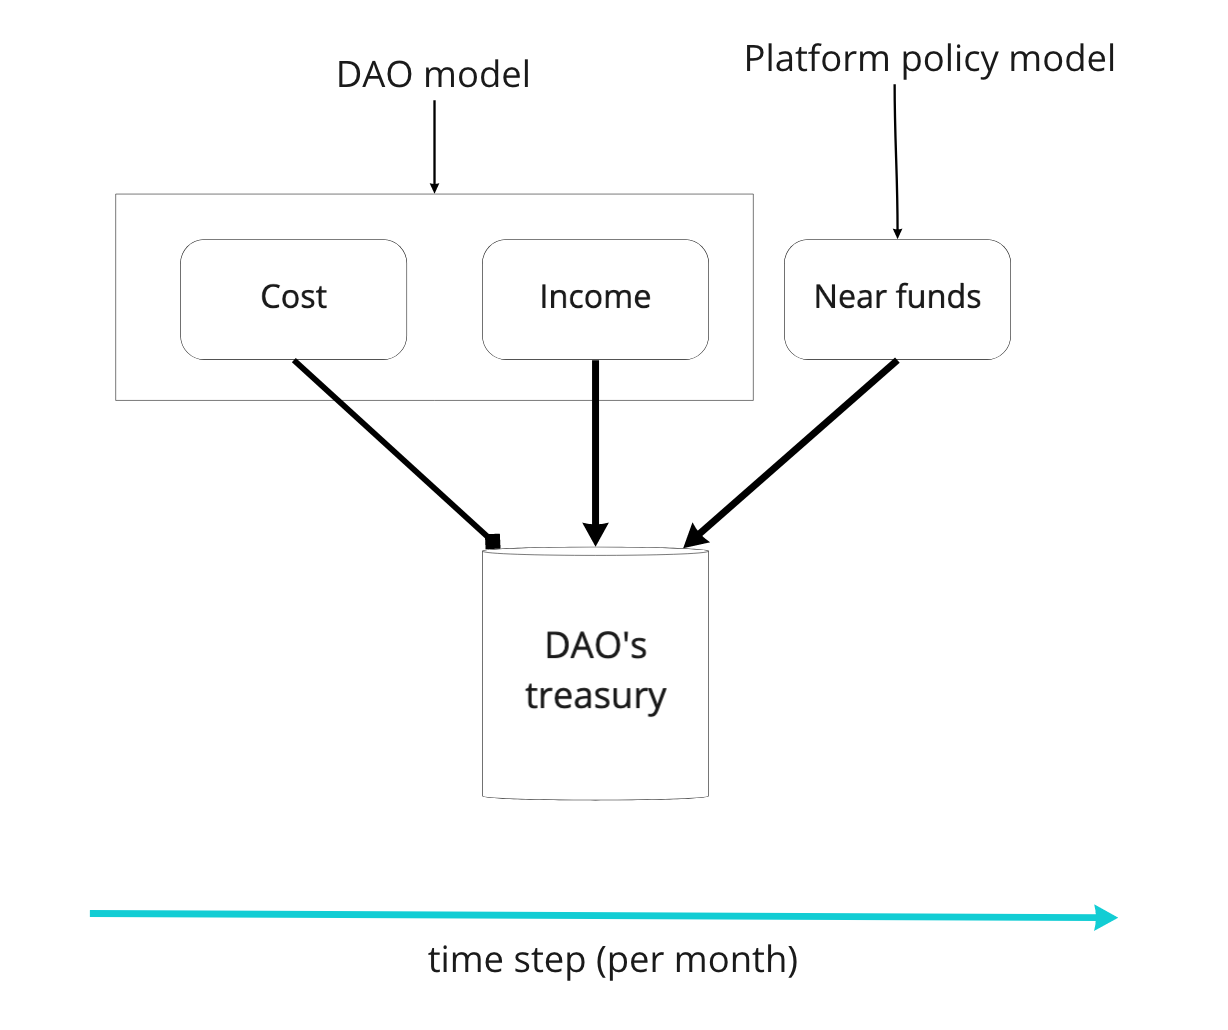 DAO model
Platform policy model
Cost
Income
Near funds
DAO's
treasury
time step (per month)